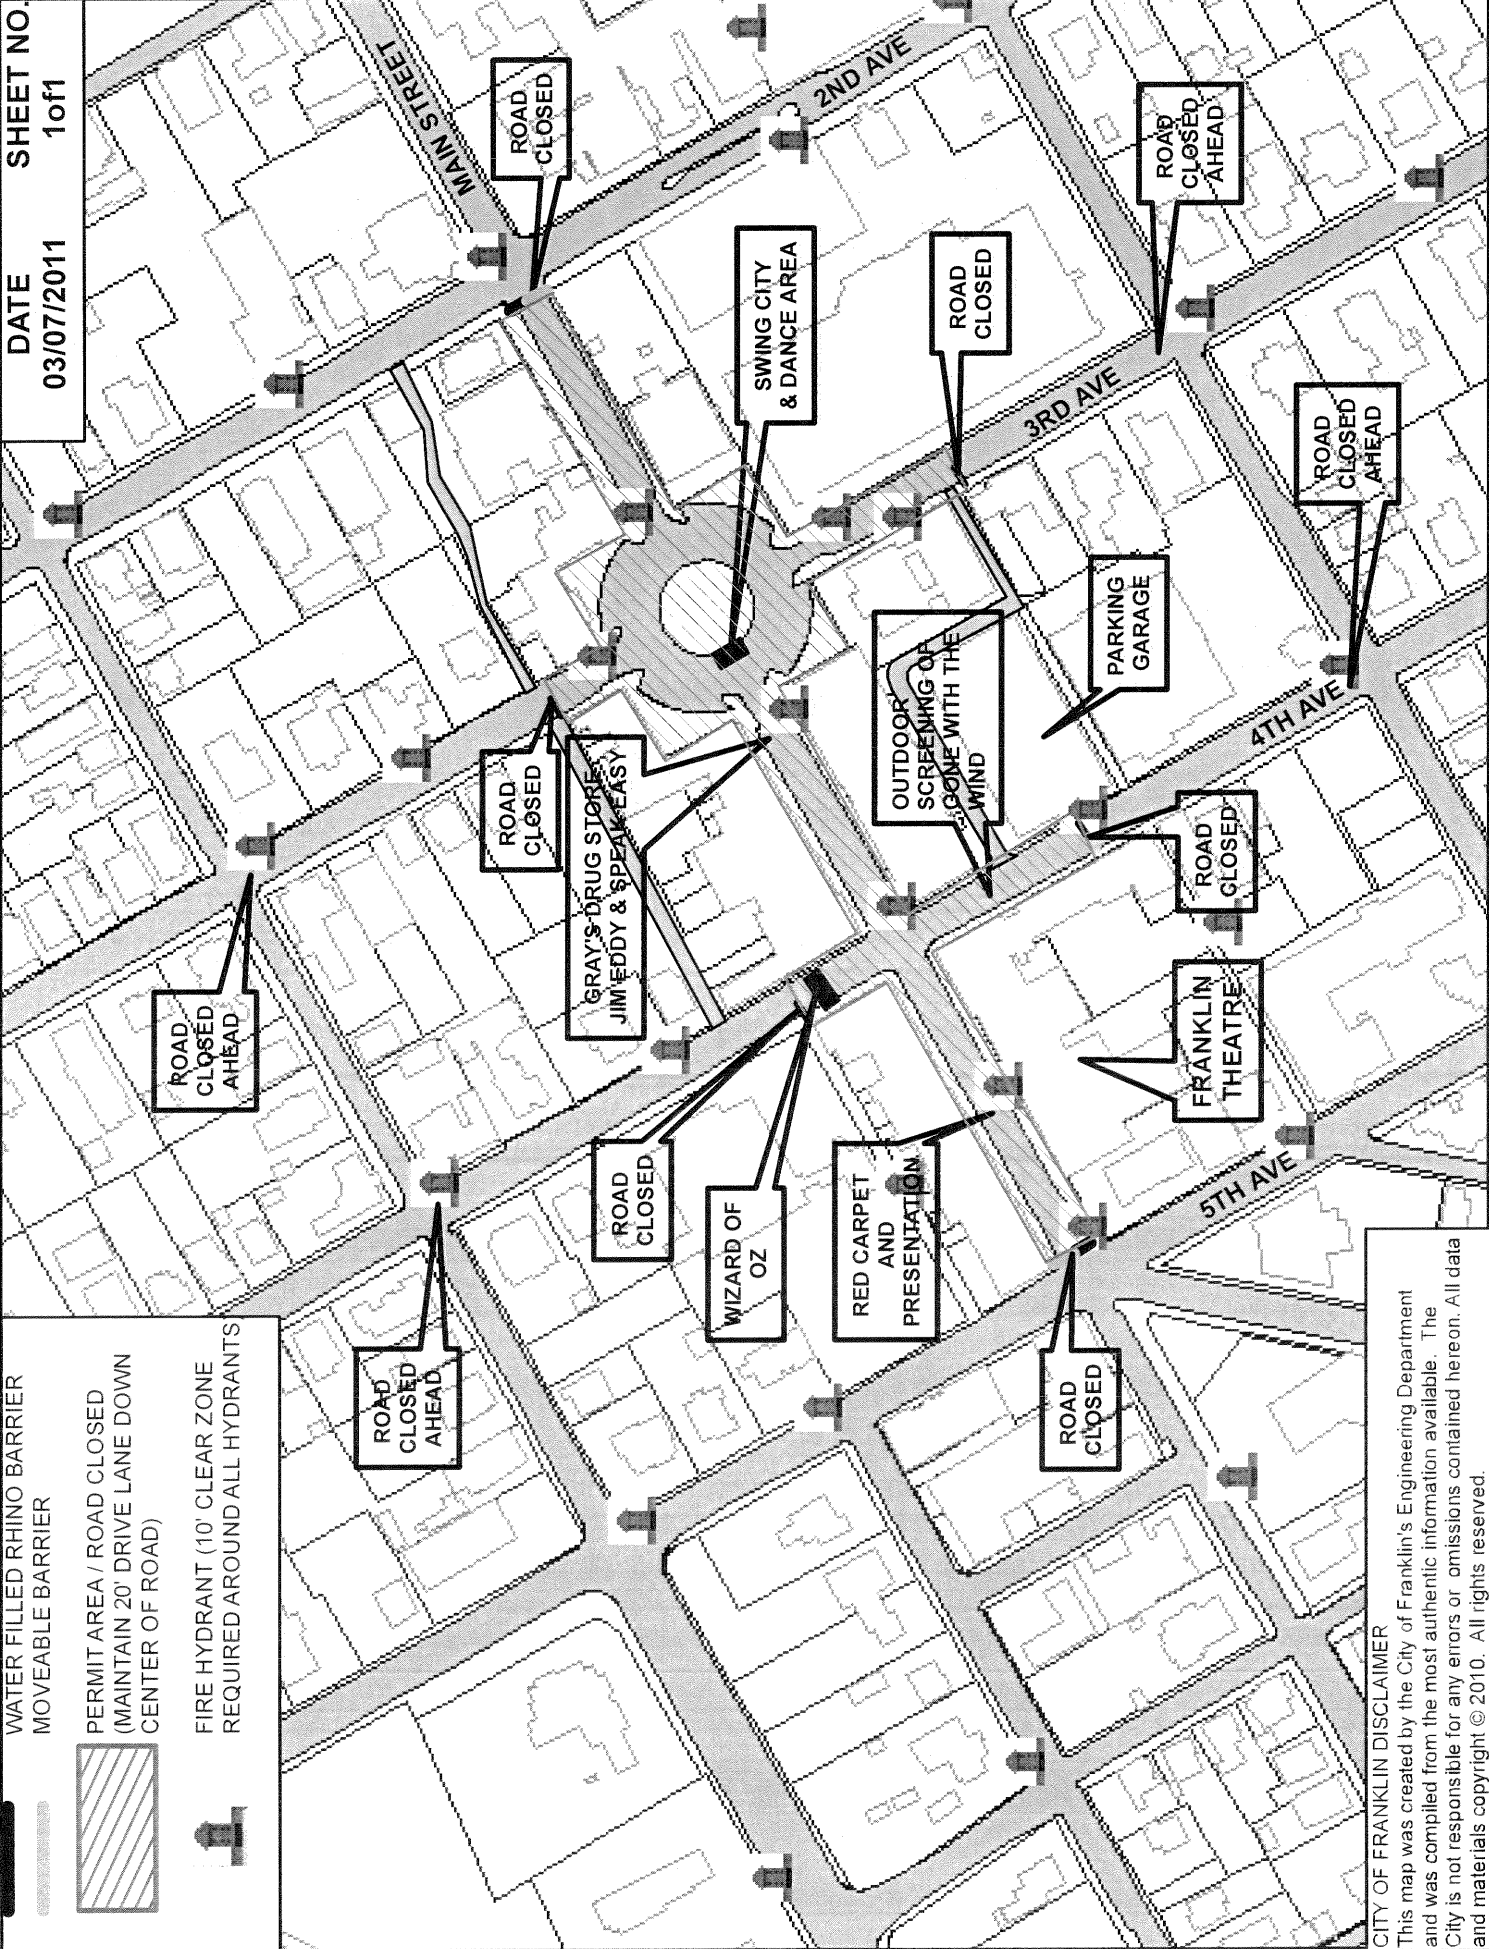 DATE
SHEET NO.
03/07/2011
1of1
WATER FILLED RHINO BARRIER
MOVEABLE BARRIER
PERMIT AREA / ROAD CLOSED
(MAINTAIN 20' DRIVE LANE DOWN
CENTER OF ROAD)
FIRE HYDRANT (10' CLEAR ZONE
REQUIRED AROUND ALL HYDRANTS)
MAIN STREET
2ND AVE
3RD AVE
4TH AVE
5TH AVE
ROAD
CLOSED
AHEAD
ROAD
CLOSED
AHEAD
ROAD
CLOSED
GRAY'S DRUG STORE
JIM EDDY & SPEAK EASY
ROAD
CLOSED
ROAD
CLOSED
WIZARD OF
OZ
SWING CITY
& DANCE AREA
RED CARPET
AND
PRESENTATION
OUTDOOR
SCREENING OF
GONE WITH THE
WIND
ROAD
CLOSED
ROAD
CLOSED
PARKING
GARAGE
ROAD
CLOSED
AHEAD
FRANKLIN
THEATRE
ROAD
CLOSED
ROAD
CLOSED
AHEAD
CITY OF FRANKLIN DISCLAIMER
This map was created by the City of Franklin's Engineering Department
and was compiled from the most authentic information available. The
City is not responsible for any errors or omissions contained hereon. All data
and materials copyright © 2010. All rights reserved.